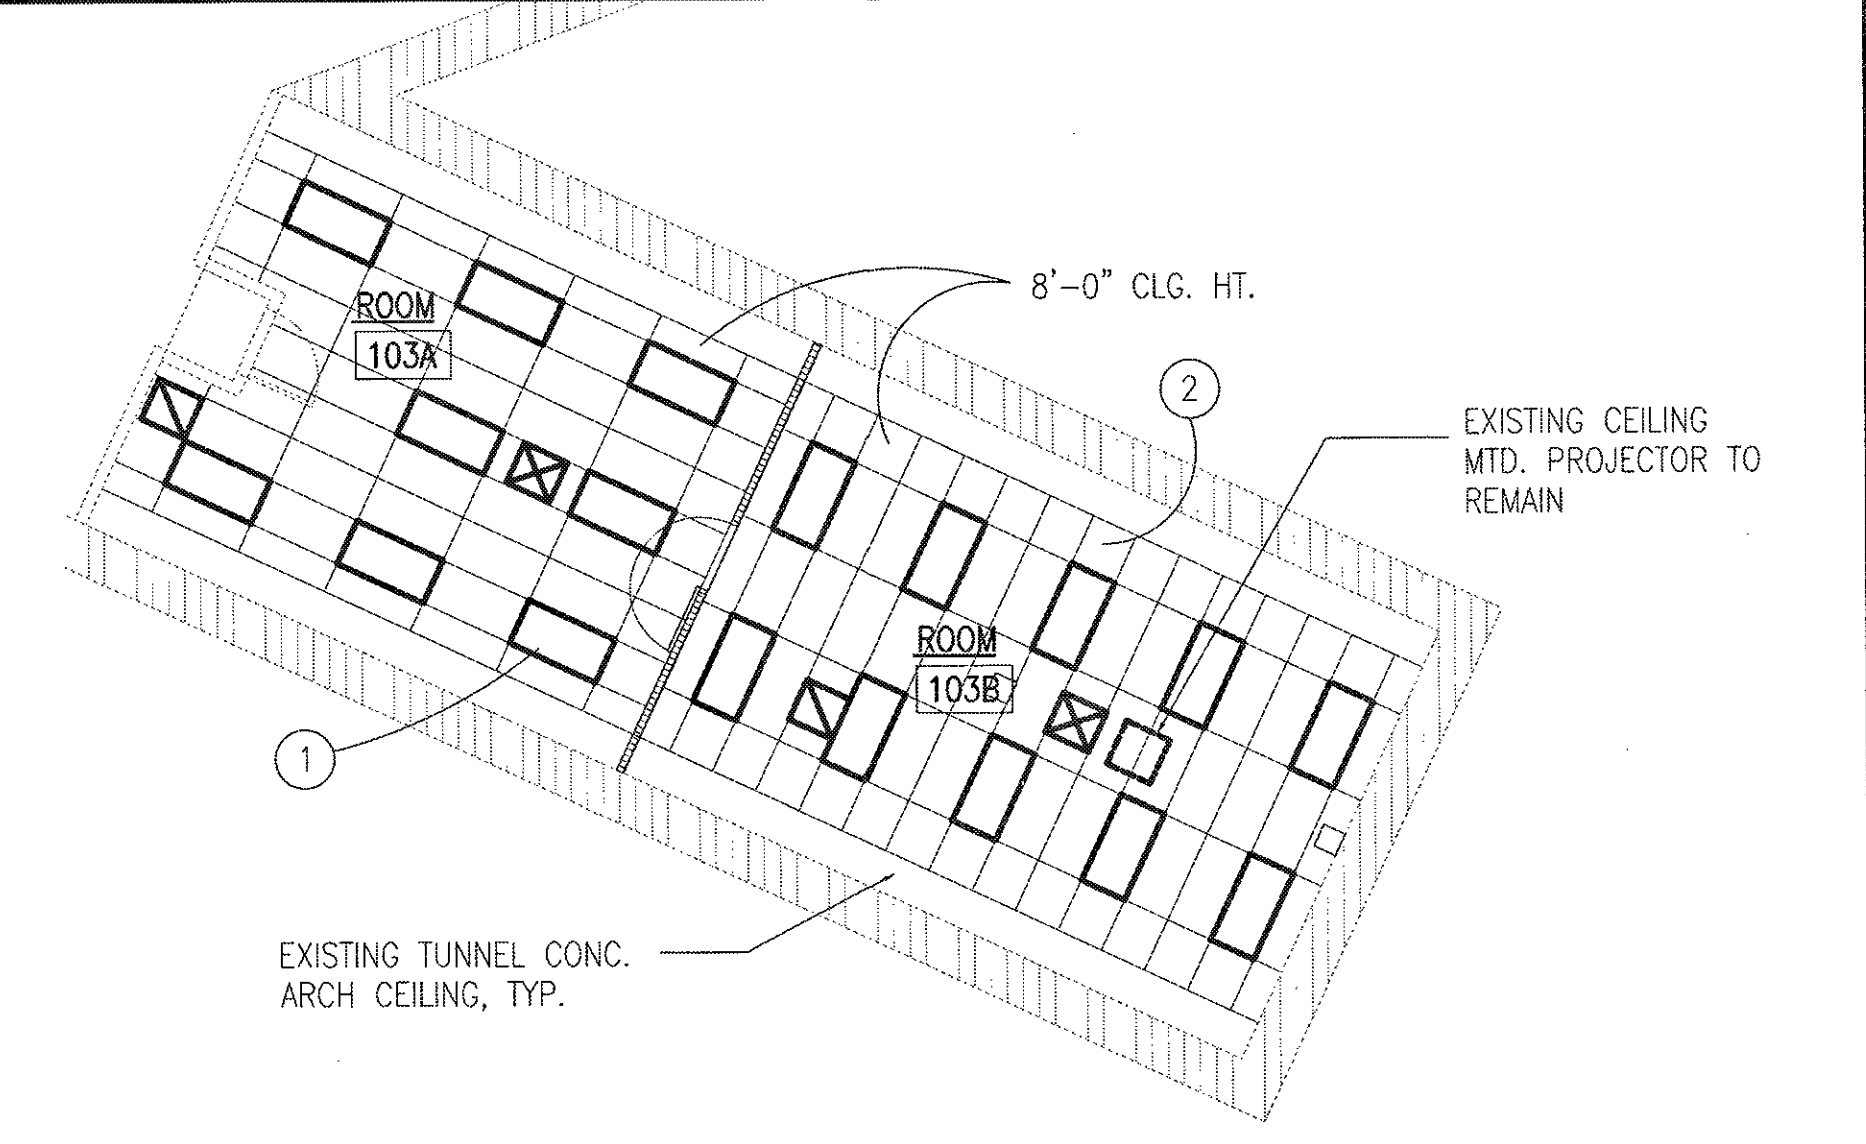 ROOM
103A
8'-0" CLG. HT.
2
EXISTING CEILING
MTD. PROJECTOR TO
REMAIN
ROOM
103B
1
EXISTING TUNNEL CONC.
ARCH CEILING, TYP.